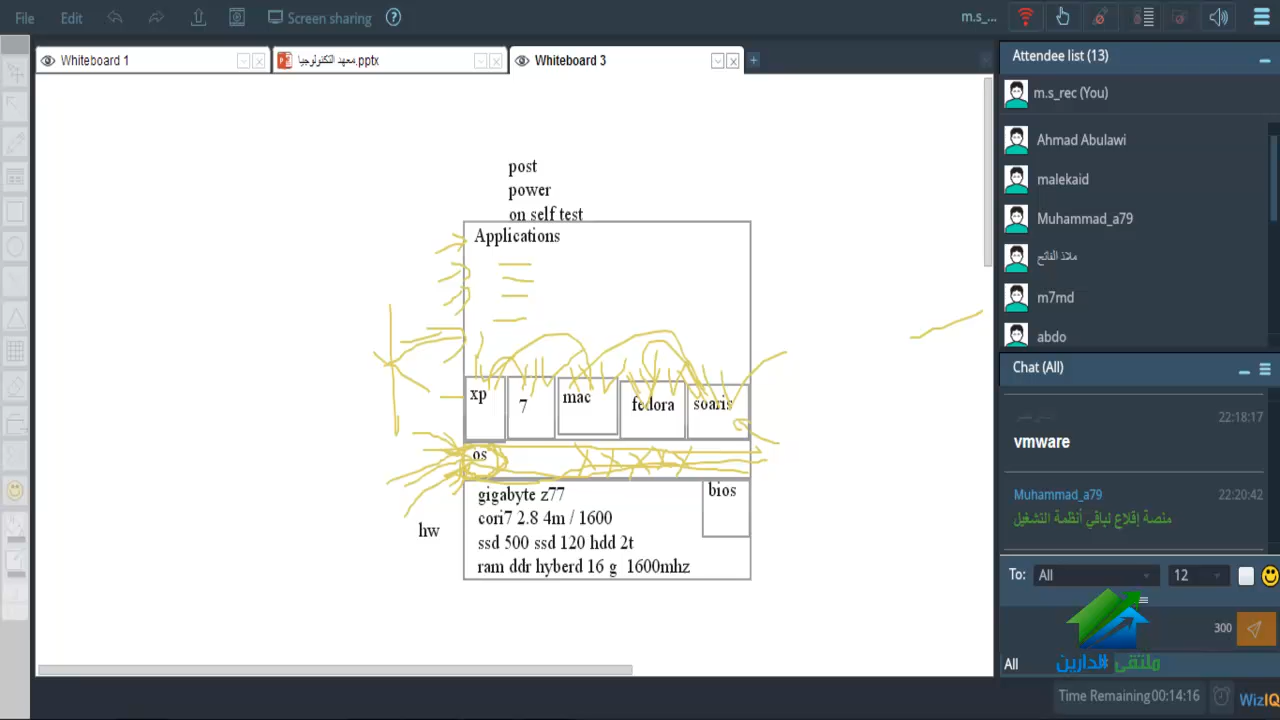 File Edit Screen sharing ? m.s_...
Whiteboard 1
معهد التكنولوجيا.pptx
Whiteboard 3
+
post
power
on self test
Applications
xp
7
mac
fedora
soaris
os
gigabyte z77
bios
cori7 2.8 4m / 1600
hw
ssd 500 ssd 120 hdd 2t
ram ddr hyberd 16 g 1600mhz
Attendee list (13)
m.s_rec (You)
Ahmad Abulawi
malekaid
Muhammad_a79
ملاذ الفاتح
m7md
abdo
Chat (All)
22:18:17
vmware
Muhammad_a79 22:20:42
منصة إقلاع لباقي أنظمة التشغيل
To: All 12
300
All
ملتقى الدارين
Time Remaining 00:14:16
WizIQ